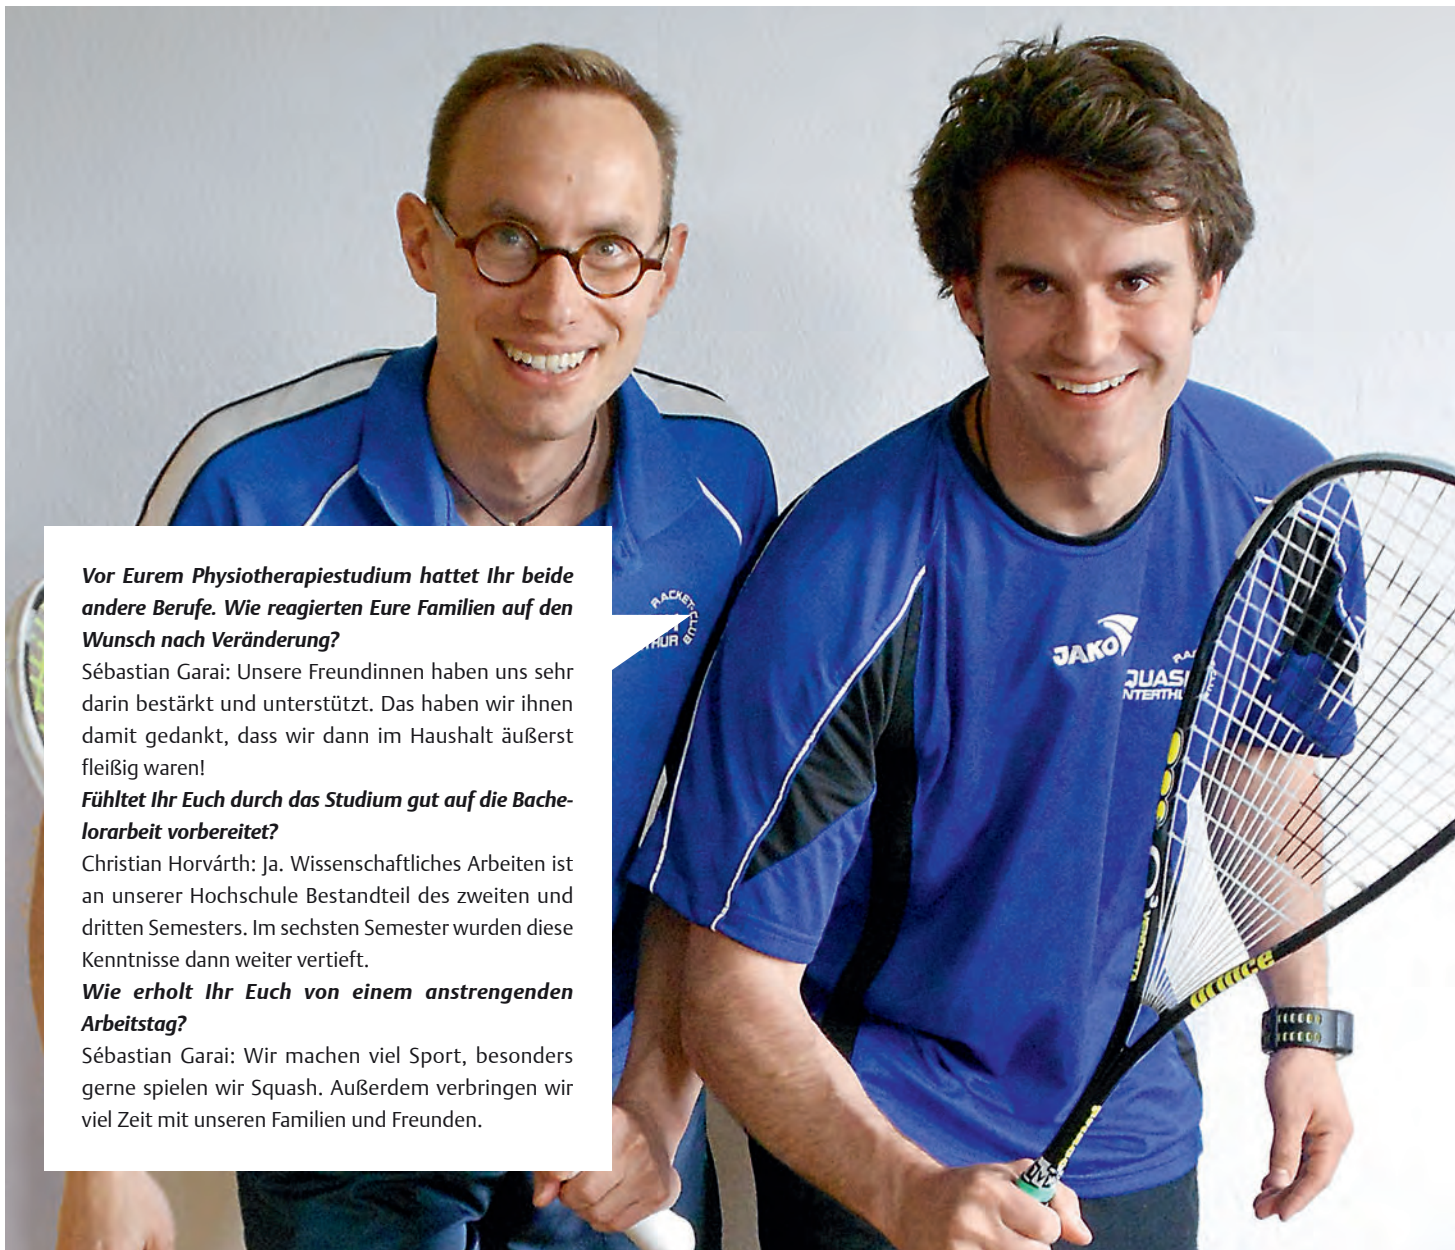 Vor Eurem Physiotherapiestudium hattet Ihr beide
andere Berufe. Wie reagierten Eure Familien auf den
Wunsch nach Veränderung?
Sébastian Garai: Unsere Freundinnen haben uns sehr
darin bestärkt und unterstützt. Das haben wir ihnen
damit gedankt, dass wir dann im Haushalt äußerst
fleißig waren!
Fühltet Ihr Euch durch das Studium gut auf die Bache-
lorarbeit vorbereitet?
Christian Horvárth: Ja. Wissenschaftliches Arbeiten ist
an unserer Hochschule Bestandteil des zweiten und
dritten Semesters. Im sechsten Semester wurden diese
Kenntnisse dann weiter vertieft.
Wie erholt Ihr Euch von einem anstrengenden
Arbeitstag?
Sébastian Garai: Wir machen viel Sport, besonders
gerne spielen wir Squash. Außerdem verbringen wir
viel Zeit mit unseren Familien und Freunden.
RACKET-CLUB
THUR
JAKO
QUAS
NTERTHU
prince